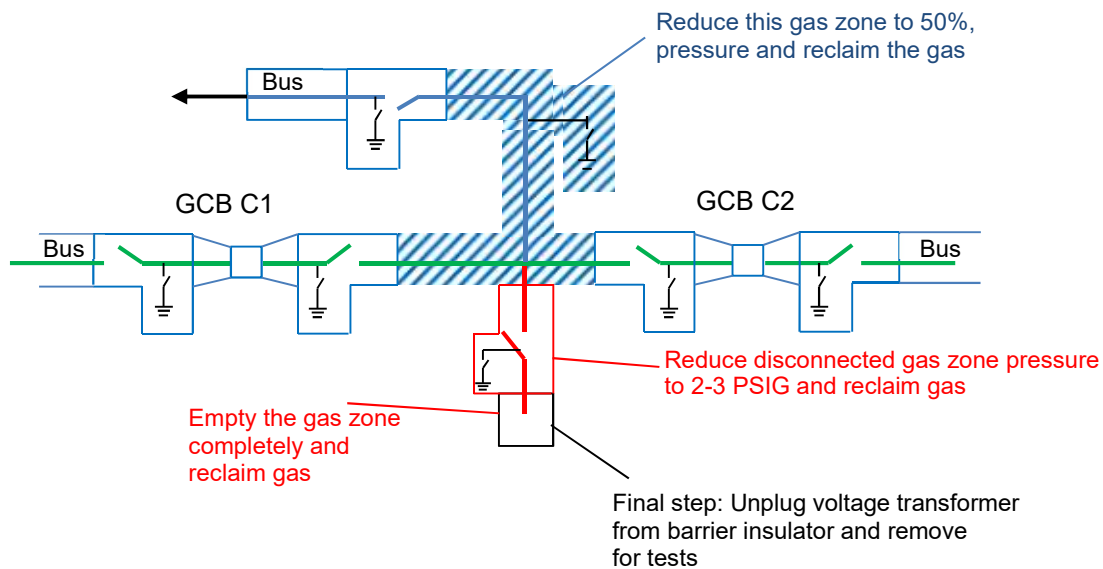 Reduce this gas zone to 50%,
pressure and reclaim the gas
Bus
GCB C1
GCB C2
Bus
Bus
Reduce disconnected gas zone pressure
to 2-3 PSIG and reclaim gas
Empty the gas zone
completely and
reclaim gas
Final step: Unplug voltage transformer
from barrier insulator and remove
for tests